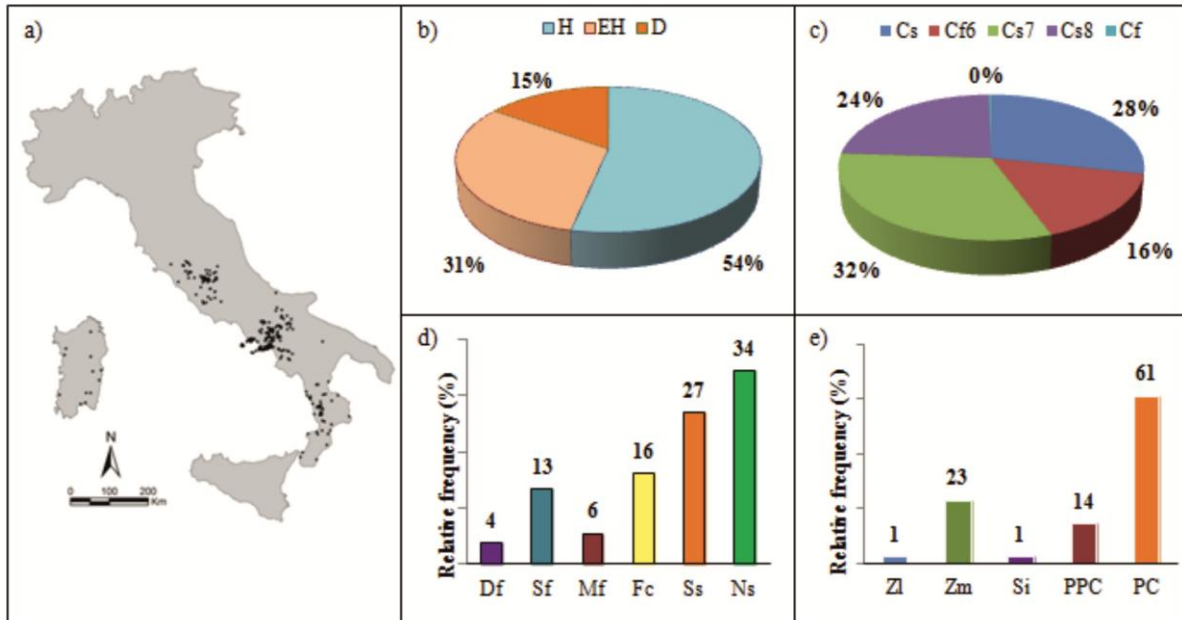 a)
N
0 100 200
Km
b)
H EH D
15%
31%
54%
c)
Cs Cf6 Cs7 Cs8 Cf
0%
24%
28%
32%
16%
d)
Relative frequency (%)
4 13 6 16 27 34
Df Sf Mf Fc Ss Ns
e)
Relative frequency (%)
1 23 1 14 61
Zl Zm Si PPC PC